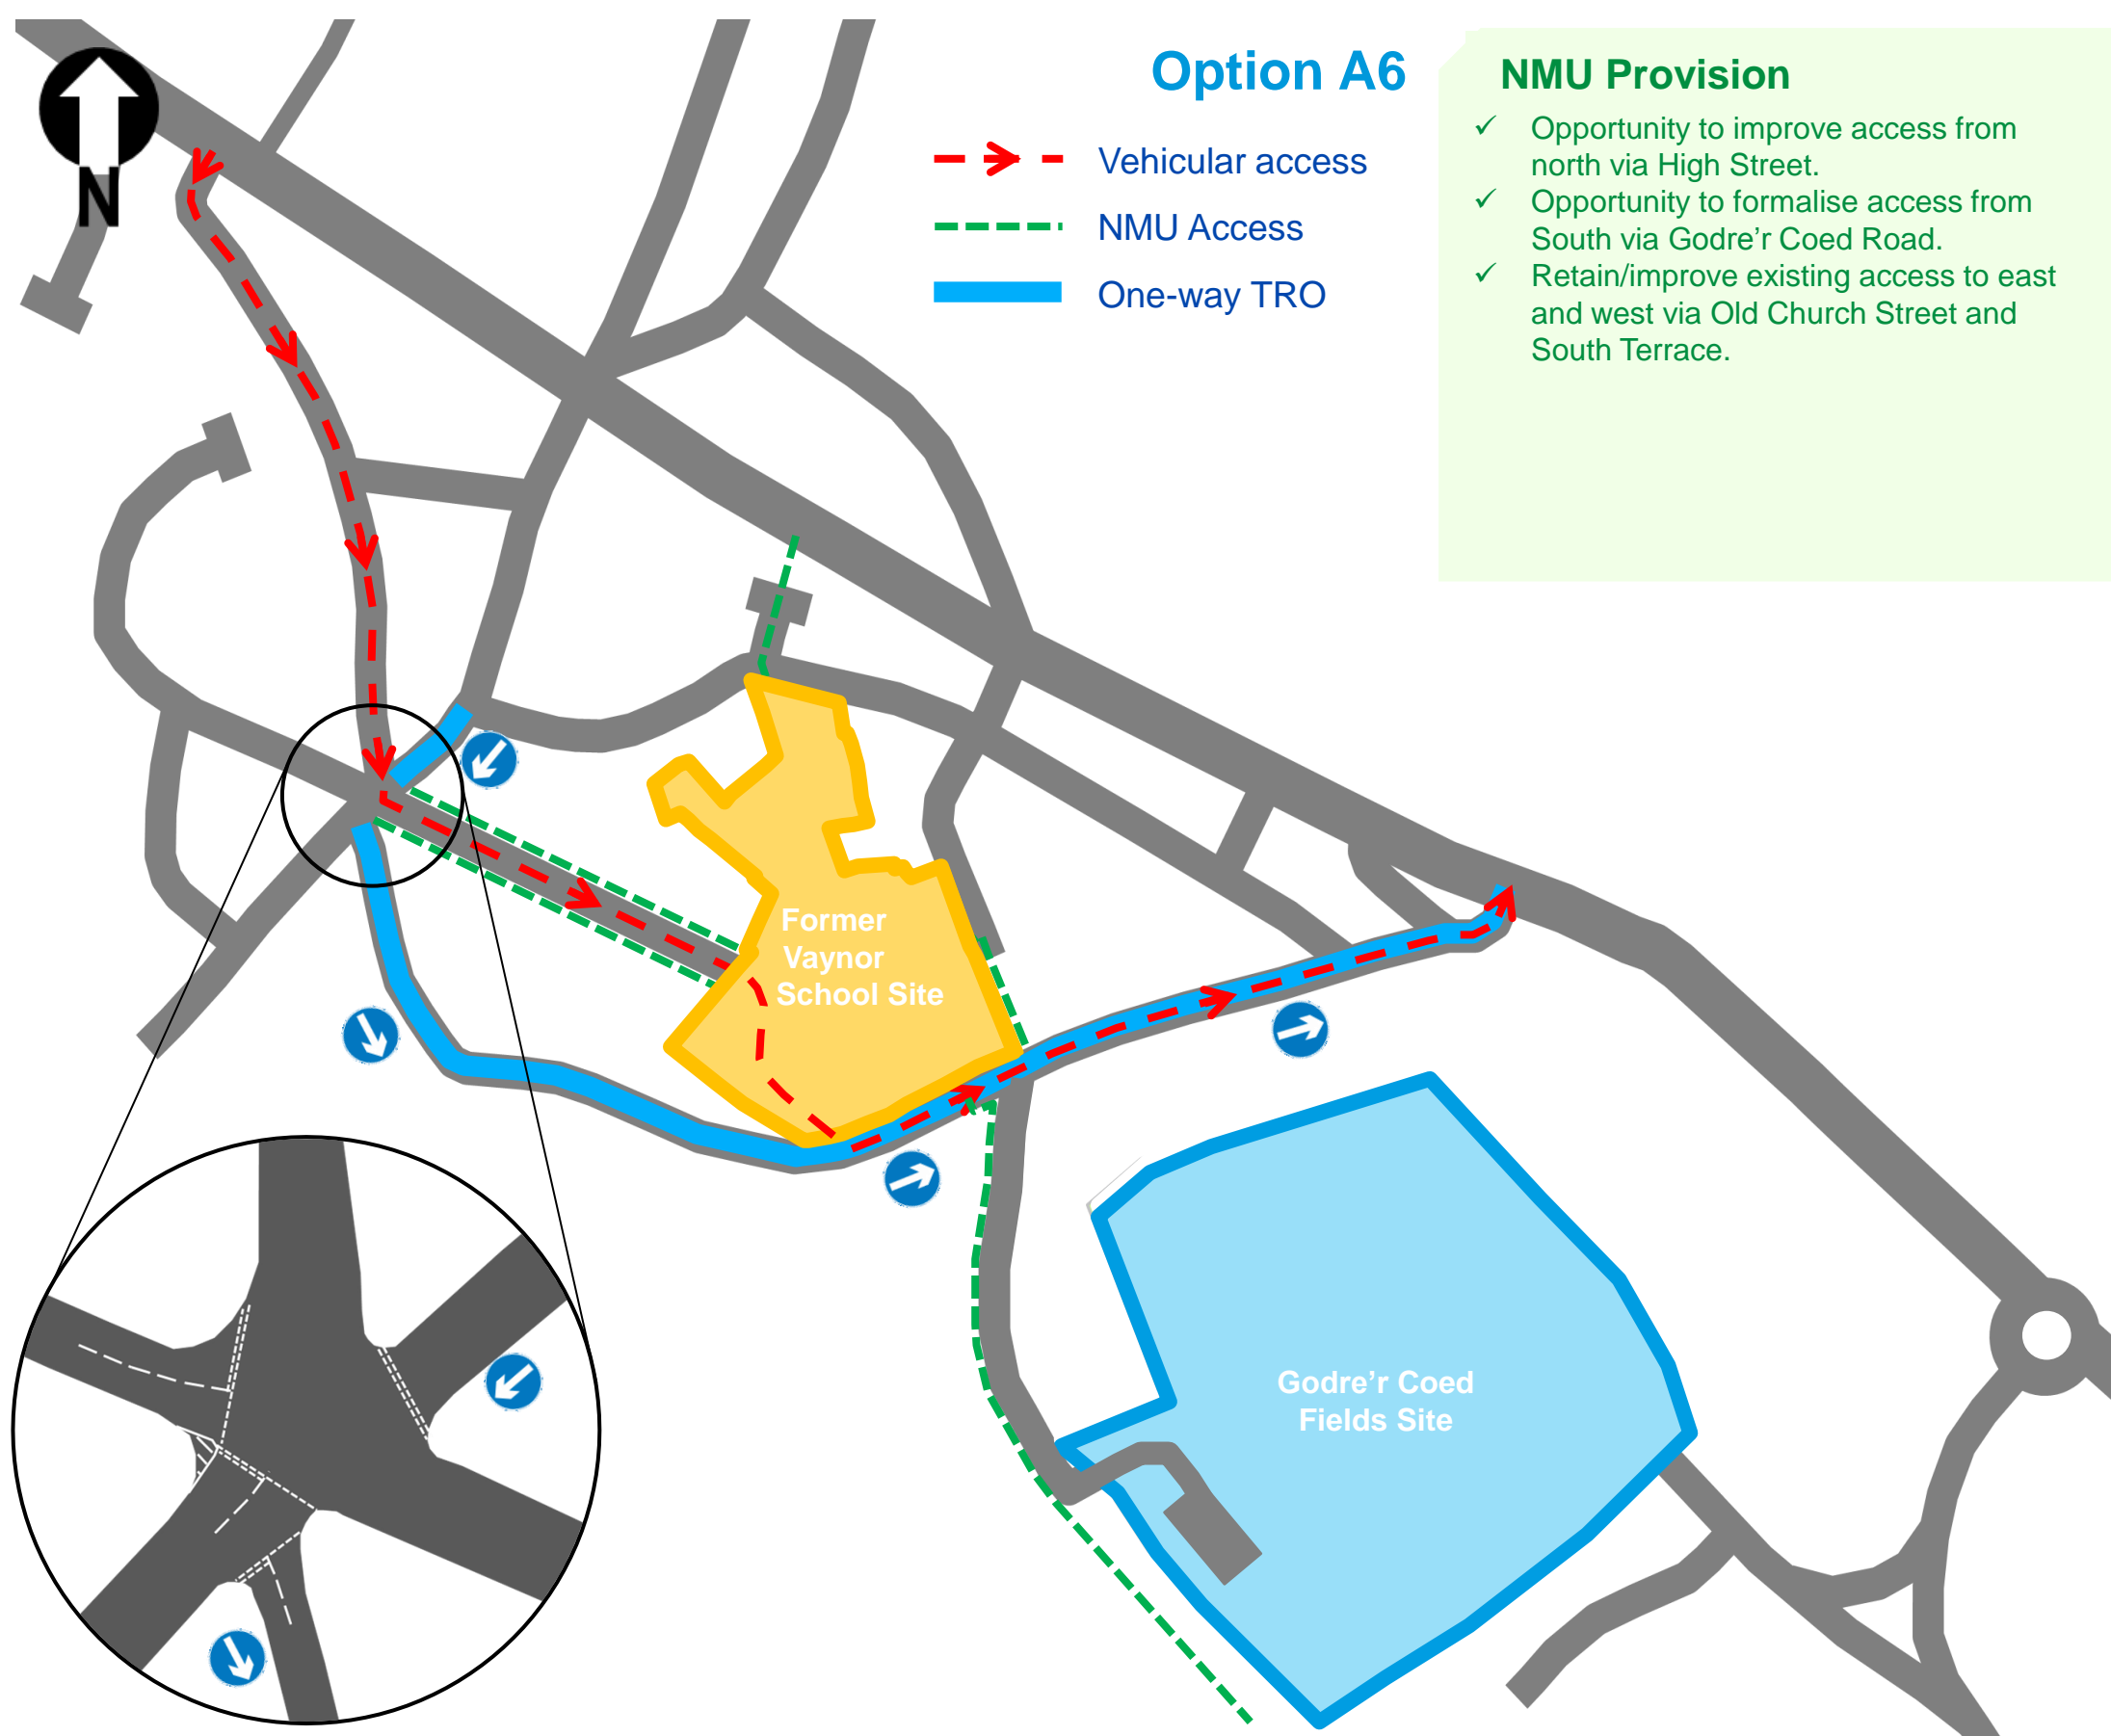 Option A6
Vehicular access
NMU Access
One-way TRO
NMU Provision
✓ Opportunity to improve access from
north via High Street.
✓ Opportunity to formalise access from
South via Godre’r Coed Road.
✓ Retain/improve existing access to east
and west via Old Church Street and
South Terrace.
N
Former
Vaynor
School Site
Godre’r Coed
Fields Site